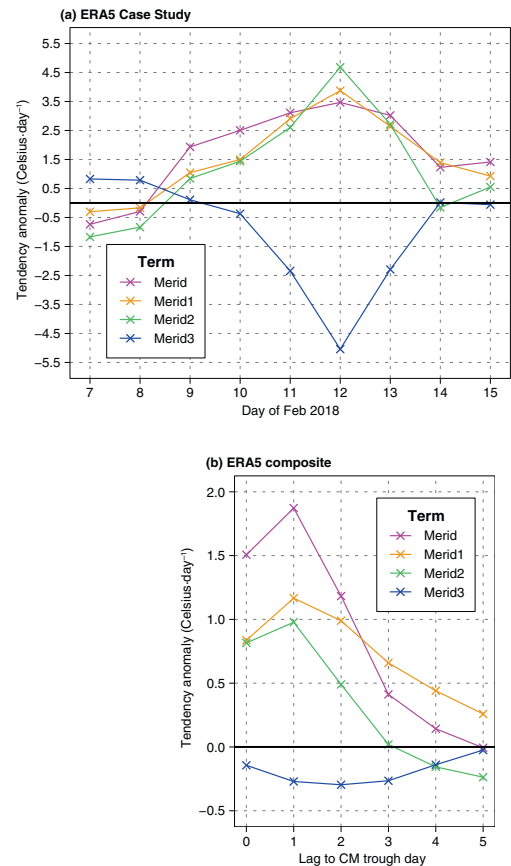 (a) ERA5 Case Study
Tendency anomaly (Celsius·day⁻¹)
5.5
4.5
3.5
2.5
1.5
0.5
−0.5
−1.5
−2.5
−3.5
−4.5
−5.5
Term
Merid
Merid1
Merid2
Merid3
7 8 9 10 11 12 13 14 15
Day of Feb 2018
(b) ERA5 composite
Tendency anomaly (Celsius·day⁻¹)
2.0
1.5
1.0
0.5
0.0
−0.5
Term
Merid
Merid1
Merid2
Merid3
0 1 2 3 4 5
Lag to CM trough day